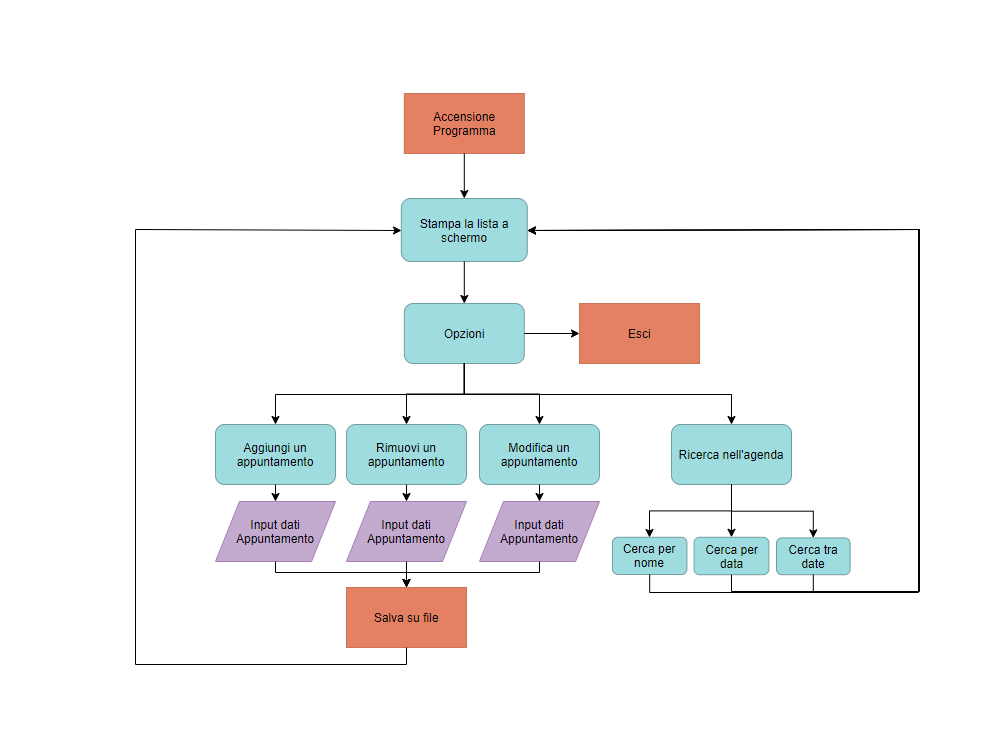 Accensione
Programma
Stampa la lista a
schermo
Opzioni
Esci
Aggiungi un
appuntamento
Rimuovi un
appuntamento
Modifica un
appuntamento
Ricerca nell'agenda
Input dati
Appuntamento
Input dati
Appuntamento
Input dati
Appuntamento
Cerca per
nome
Cerca per
data
Cerca tra
date
Salva su file